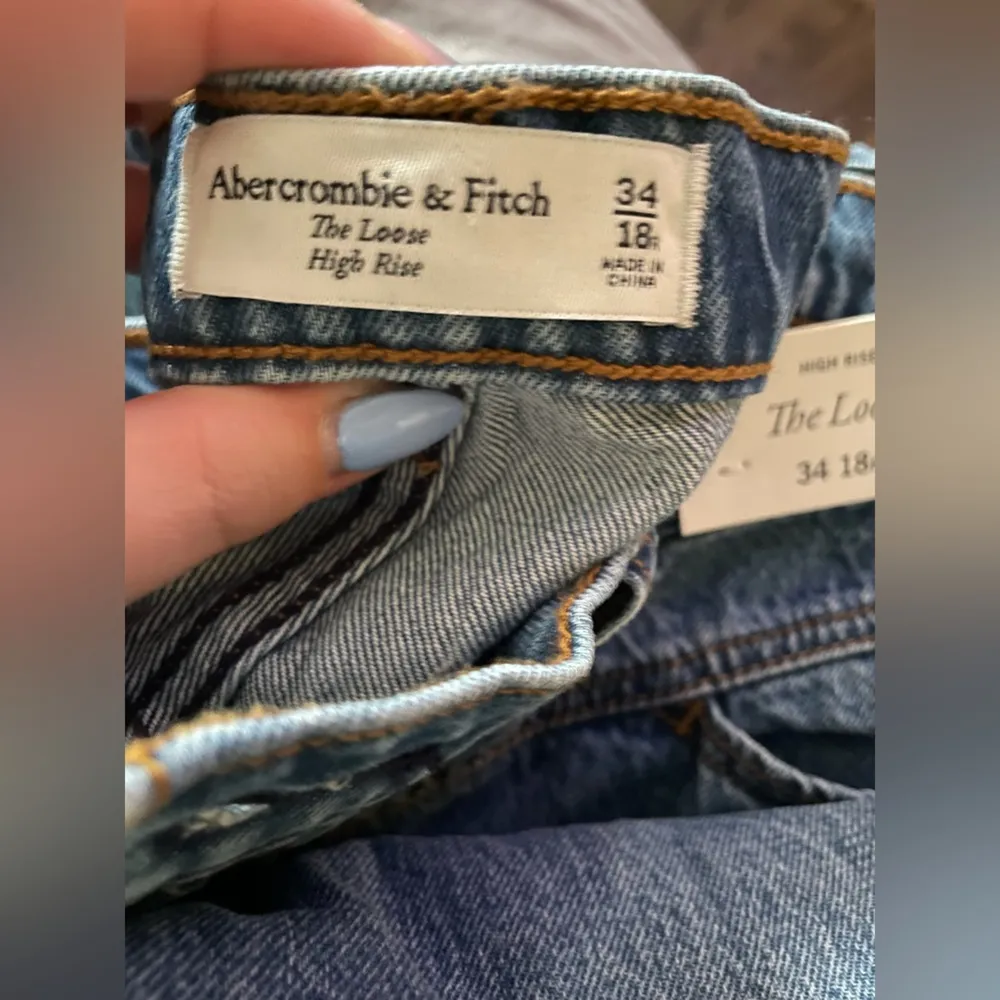 Abercrombie & Fitch
The Loose
High Rise
34
18R
MADE IN
CHINA
HIGH RISE
The Loo
34 18